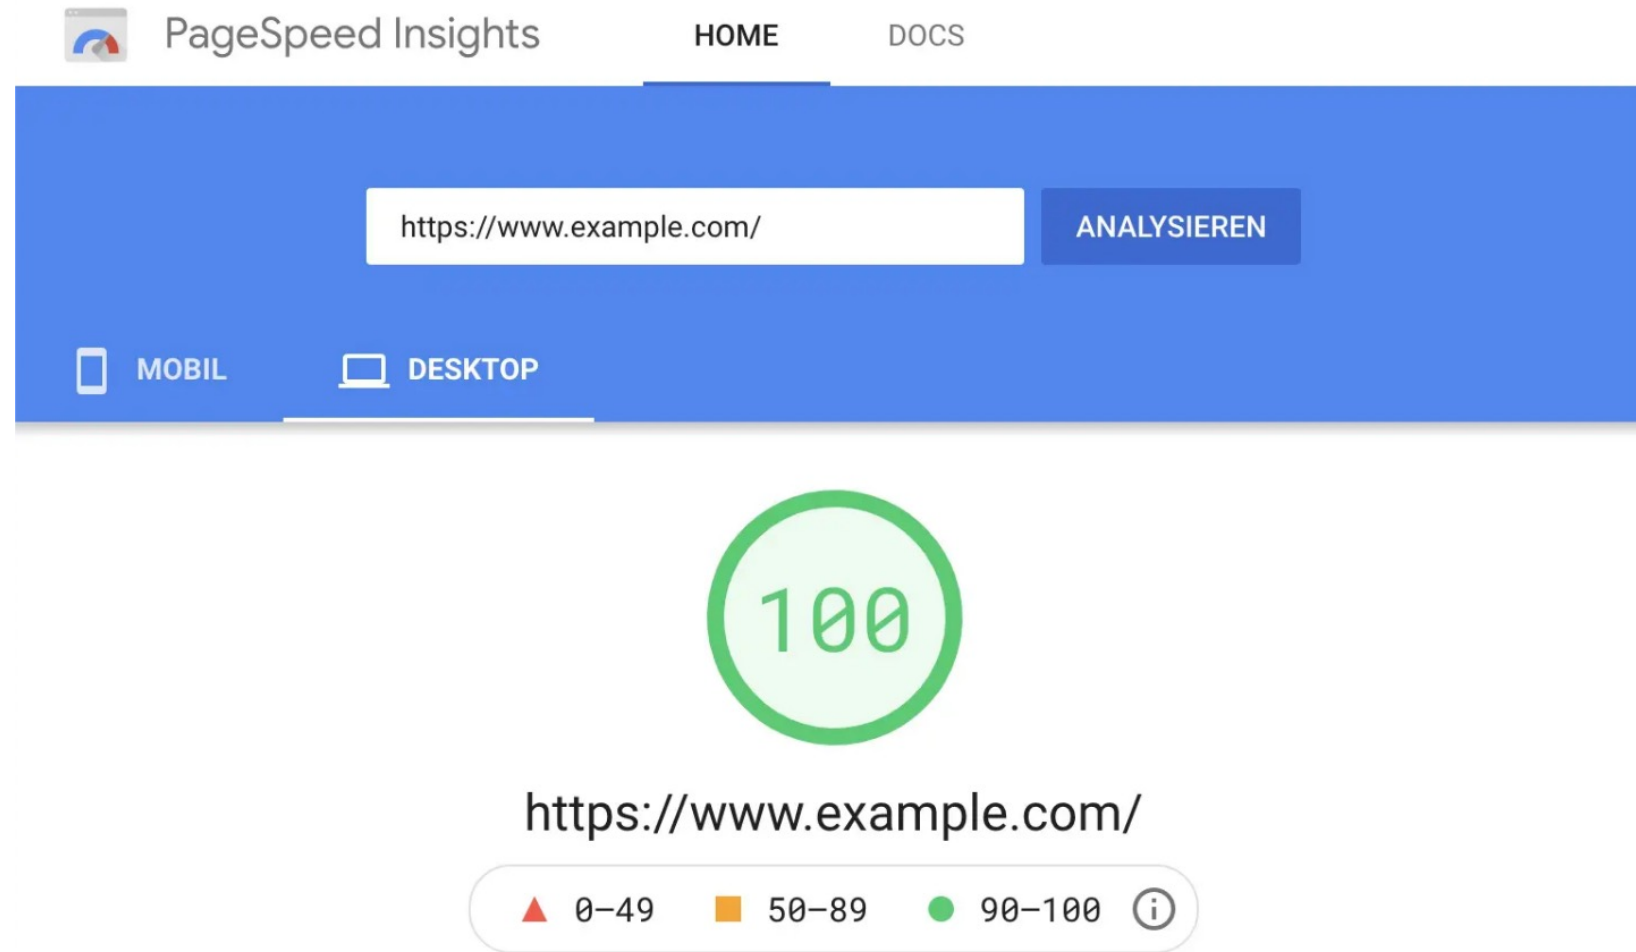 PageSpeed Insights HOME DOCS
https://www.example.com/ ANALYSIEREN
MOBIL DESKTOP
100
https://www.example.com/
0–49 50–89 90–100